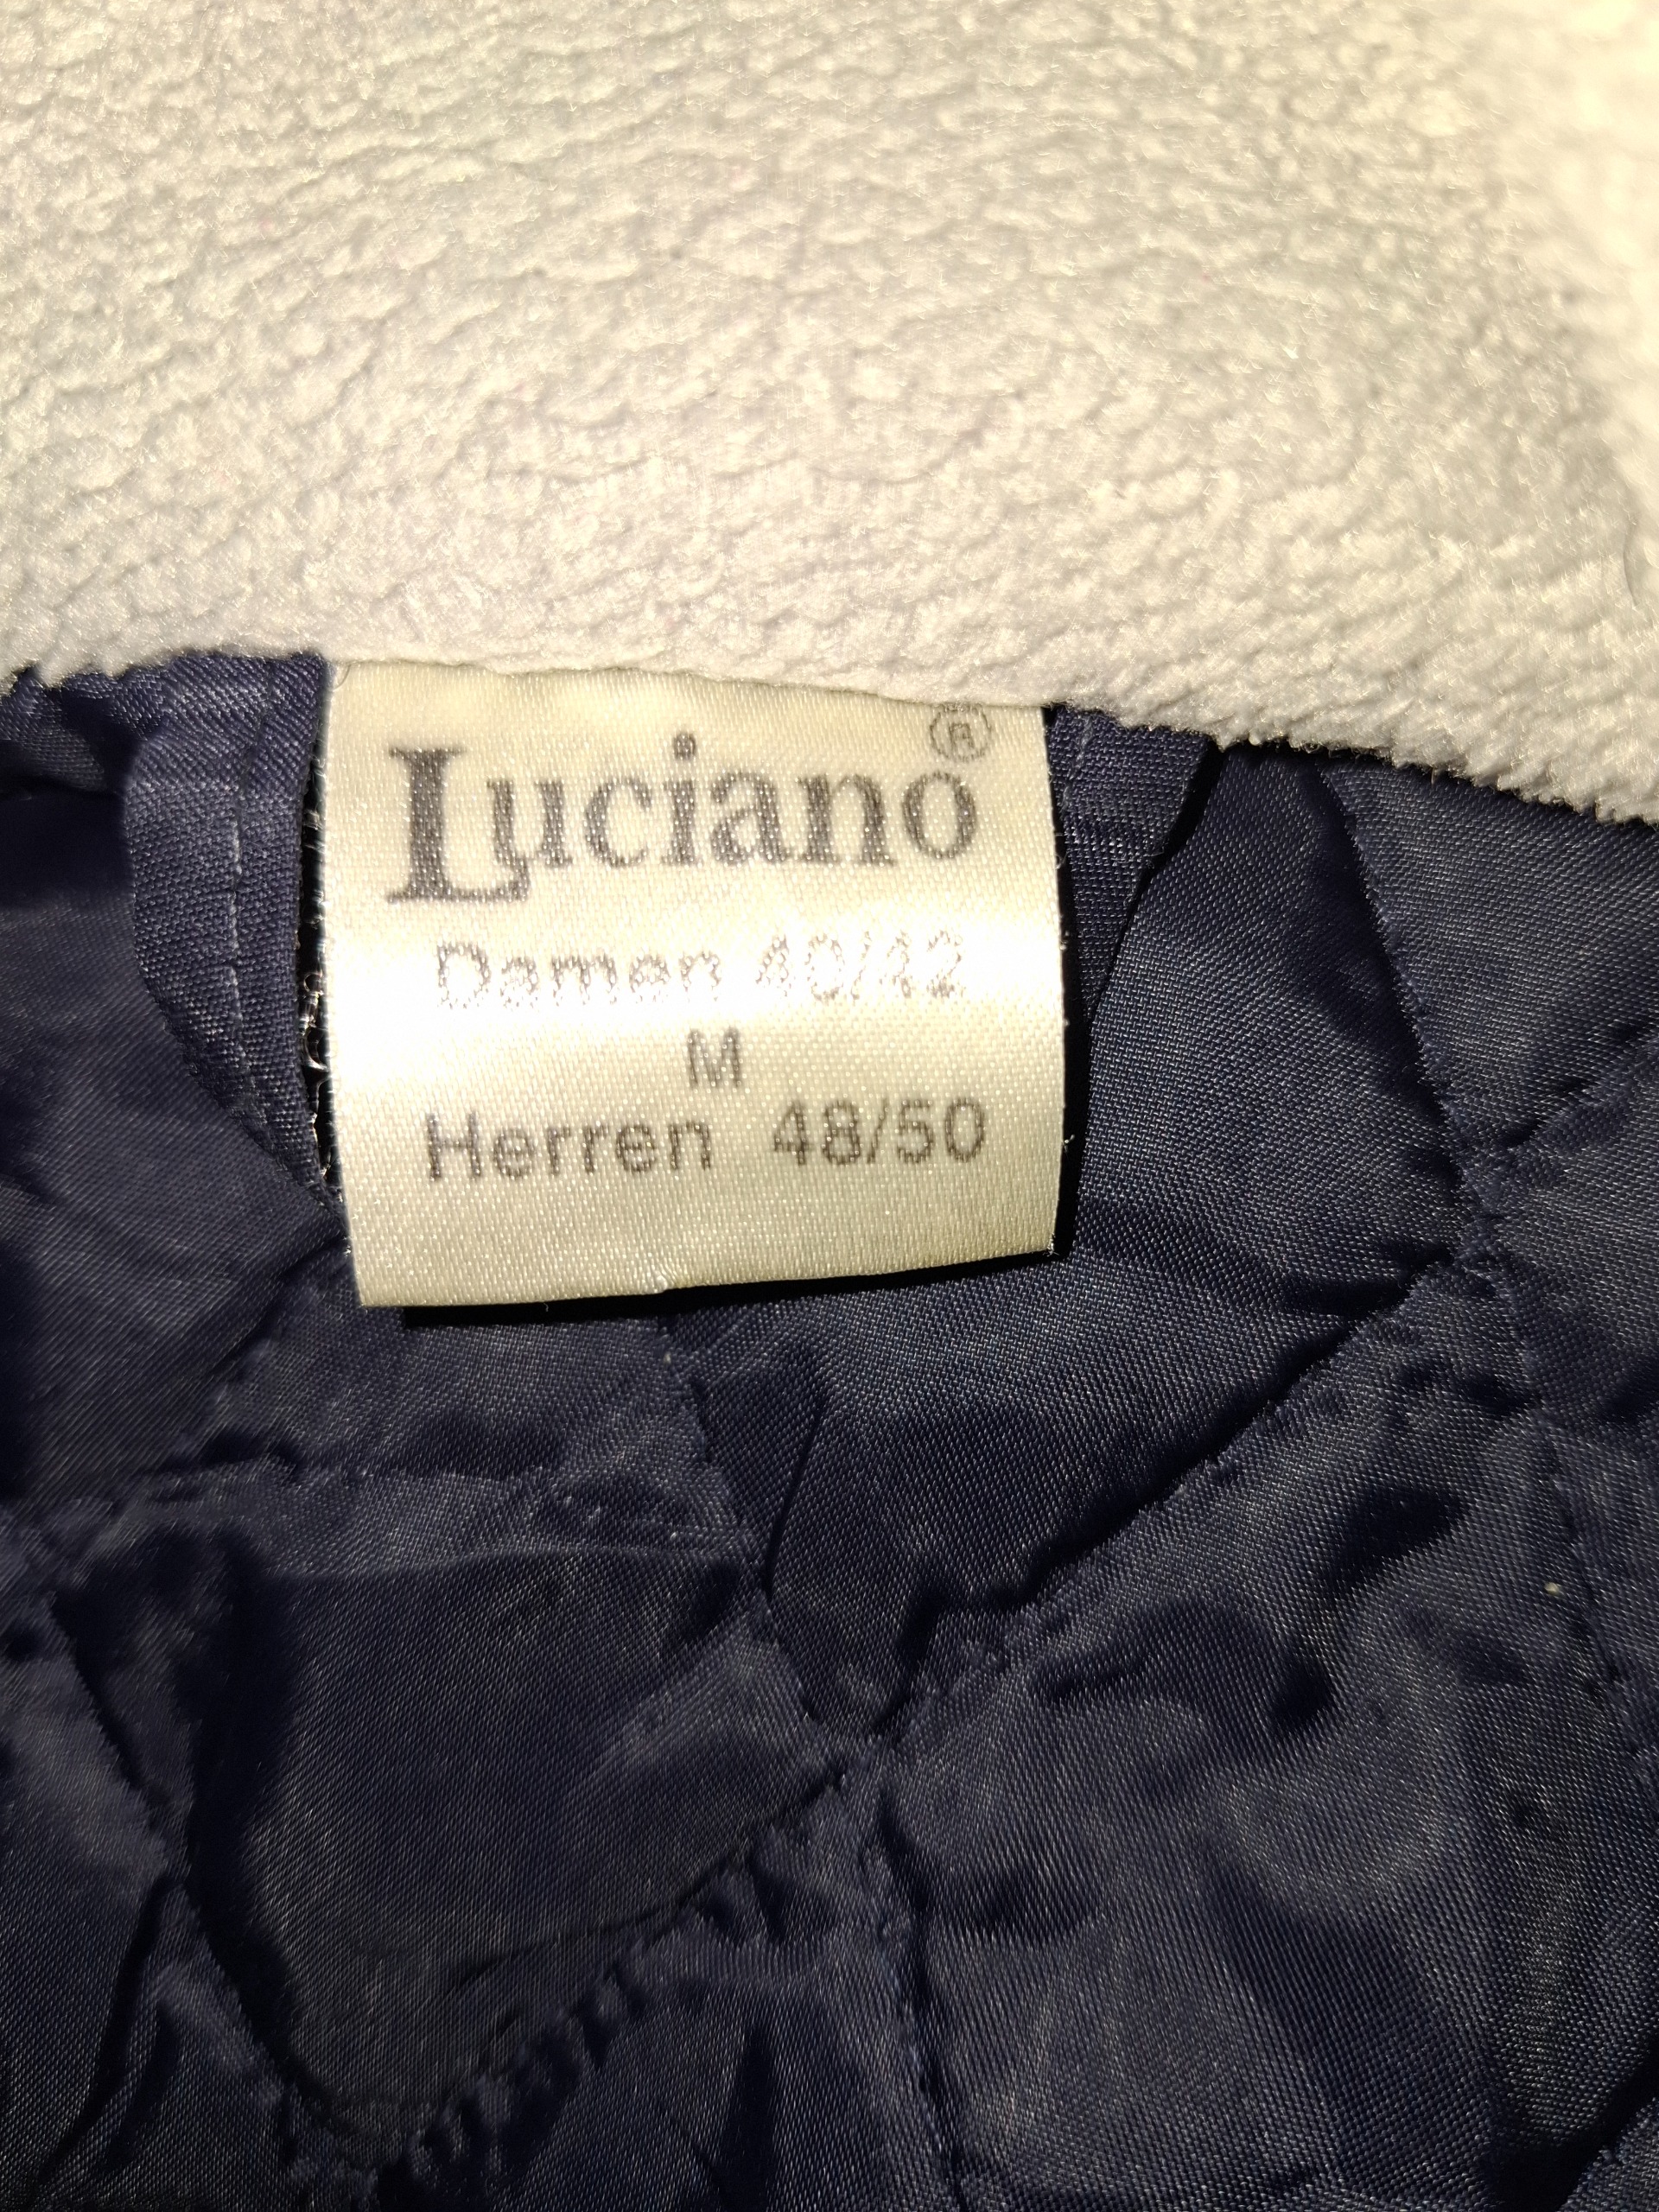 Luciano ®
Damen 40/42
M
Herren 48/50